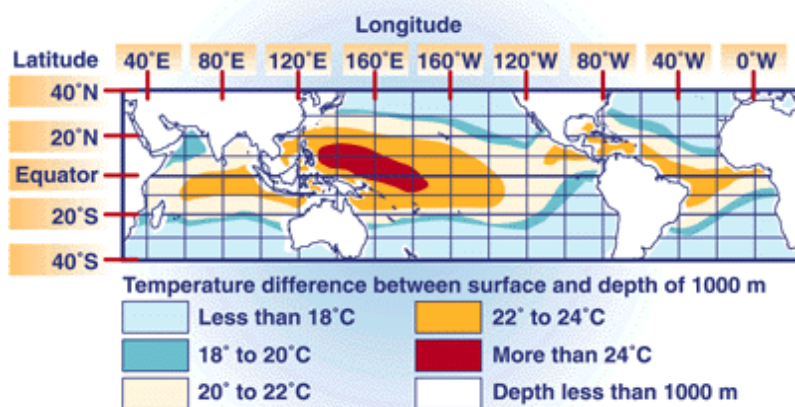 Longitude
Latitude 40˚E 80˚E 120˚E 160˚E 160˚W 120˚W 80˚W 40˚W 0˚W
40˚N
20˚N
Equator
20˚S
40˚S
Temperature difference between surface and depth of 1000 m
Less than 18˚C 22˚ to 24˚C
18˚ to 20˚C More than 24˚C
20˚ to 22˚C Depth less than 1000 m